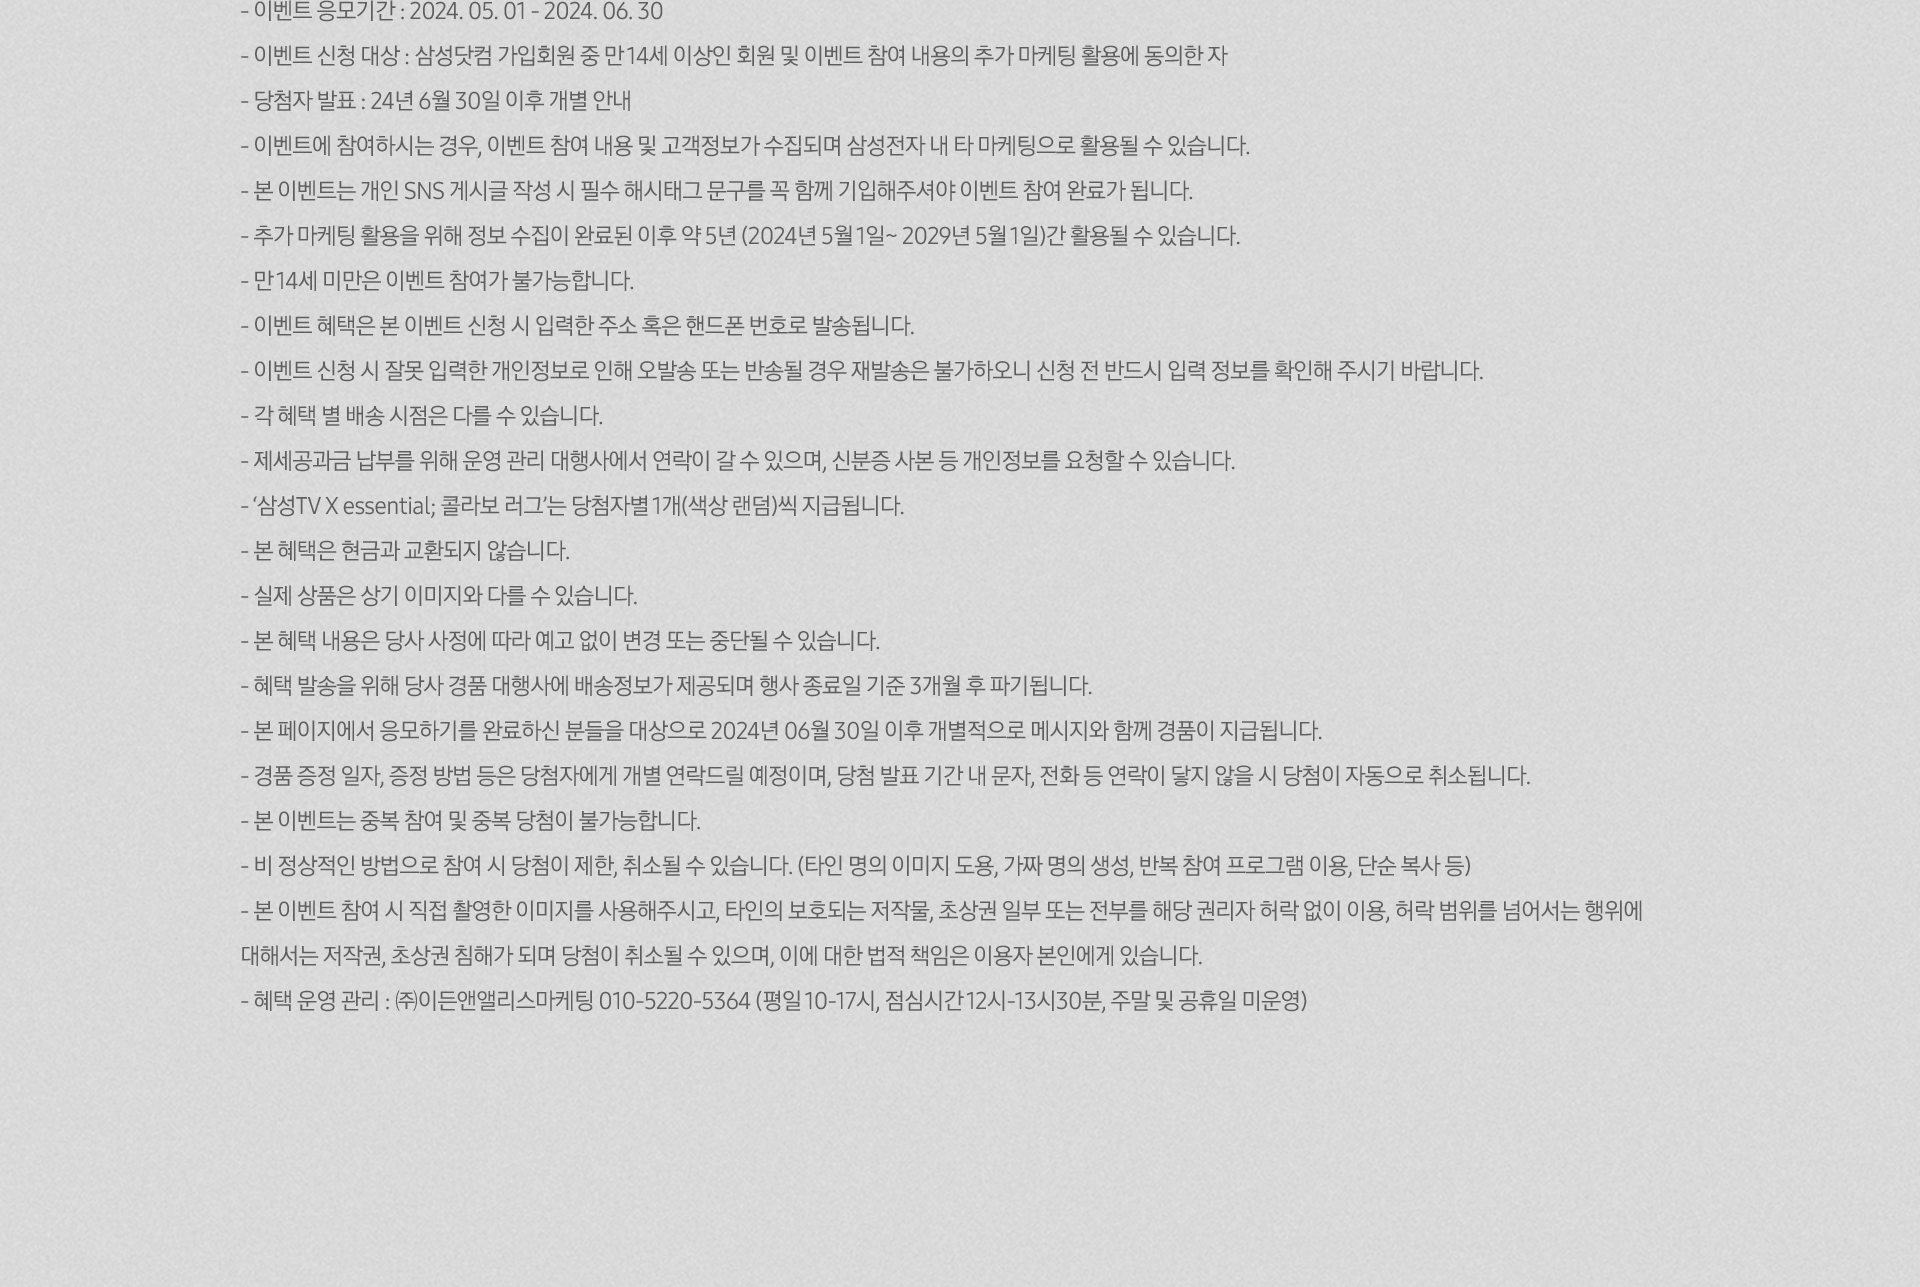 - 이벤트 응모기간 : 2024. 05. 01 - 2024. 06. 30
- 이벤트 신청 대상 : 삼성닷컴 가입회원 중 만 14세 이상인 회원 및 이벤트 참여 내용의 추가 마케팅 활용에 동의한 자
- 당첨자 발표 : 24년 6월 30일 이후 개별 안내
- 이벤트에 참여하시는 경우, 이벤트 참여 내용 및 고객정보가 수집되며 삼성전자 내 타 마케팅으로 활용될 수 있습니다.
- 본 이벤트는 개인 SNS 게시글 작성 시 필수 해시태그 문구를 꼭 함께 기입해주셔야 이벤트 참여 완료가 됩니다.
- 추가 마케팅 활용을 위해 정보 수집이 완료된 이후 약 5년 (2024년 5월 1일~ 2029년 5월 1일)간 활용될 수 있습니다.
- 만 14세 미만은 이벤트 참여가 불가능합니다.
- 이벤트 혜택은 본 이벤트 신청 시 입력한 주소 혹은 핸드폰 번호로 발송됩니다.
- 이벤트 신청 시 잘못 입력한 개인정보로 인해 오발송 또는 반송될 경우 재발송은 불가하오니 신청 전 반드시 입력 정보를 확인해 주시기 바랍니다.
- 각 혜택 별 배송 시점은 다를 수 있습니다.
- 제세공과금 납부를 위해 운영 관리 대행사에서 연락이 갈 수 있으며, 신분증 사본 등 개인정보를 요청할 수 있습니다.
- ‘삼성TV X essential; 콜라보 러그’는 당첨자별 1개(색상 랜덤)씩 지급됩니다.
- 본 혜택은 현금과 교환되지 않습니다.
- 실제 상품은 상기 이미지와 다를 수 있습니다.
- 본 혜택 내용은 당사 사정에 따라 예고 없이 변경 또는 중단될 수 있습니다.
- 혜택 발송을 위해 당사 경품 대행사에 배송정보가 제공되며 행사 종료일 기준 3개월 후 파기됩니다.
- 본 페이지에서 응모하기를 완료하신 분들을 대상으로 2024년 06월 30일 이후 개별적으로 메시지와 함께 경품이 지급됩니다.
- 경품 증정 일자, 증정 방법 등은 당첨자에게 개별 연락드릴 예정이며, 당첨 발표 기간 내 문자, 전화 등 연락이 닿지 않을 시 당첨이 자동으로 취소됩니다.
- 본 이벤트는 중복 참여 및 중복 당첨이 불가능합니다.
- 비 정상적인 방법으로 참여 시 당첨이 제한, 취소될 수 있습니다. (타인 명의 이미지 도용, 가짜 명의 생성, 반복 참여 프로그램 이용, 단순 복사 등)
- 본 이벤트 참여 시 직접 촬영한 이미지를 사용해주시고, 타인의 보호되는 저작물, 초상권 일부 또는 전부를 해당 권리자 허락 없이 이용, 허락 범위를 넘어서는 행위에
대해서는 저작권, 초상권 침해가 되며 당첨이 취소될 수 있으며, 이에 대한 법적 책임은 이용자 본인에게 있습니다.
- 혜택 운영 관리 : ㈜이든앤앨리스마케팅 010-5220-5364 (평일 10-17시, 점심시간 12시-13시30분, 주말 및 공휴일 미운영)